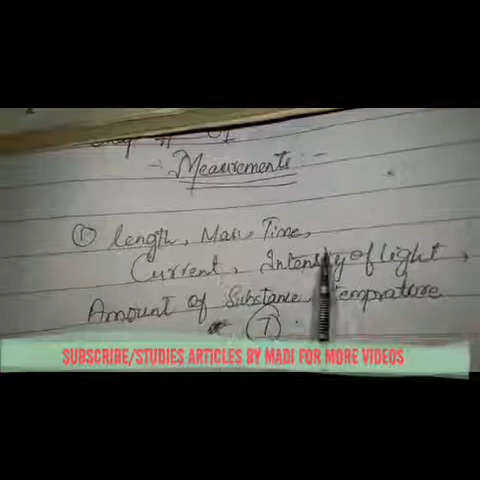 - Measurements :-
① length, Mass, Time,
Current, Intensity of light,
Amount of Substance, Temprature
(7)
SUBSCRIBE/STUDIES ARTICLES BY MADI FOR MORE VIDEOS